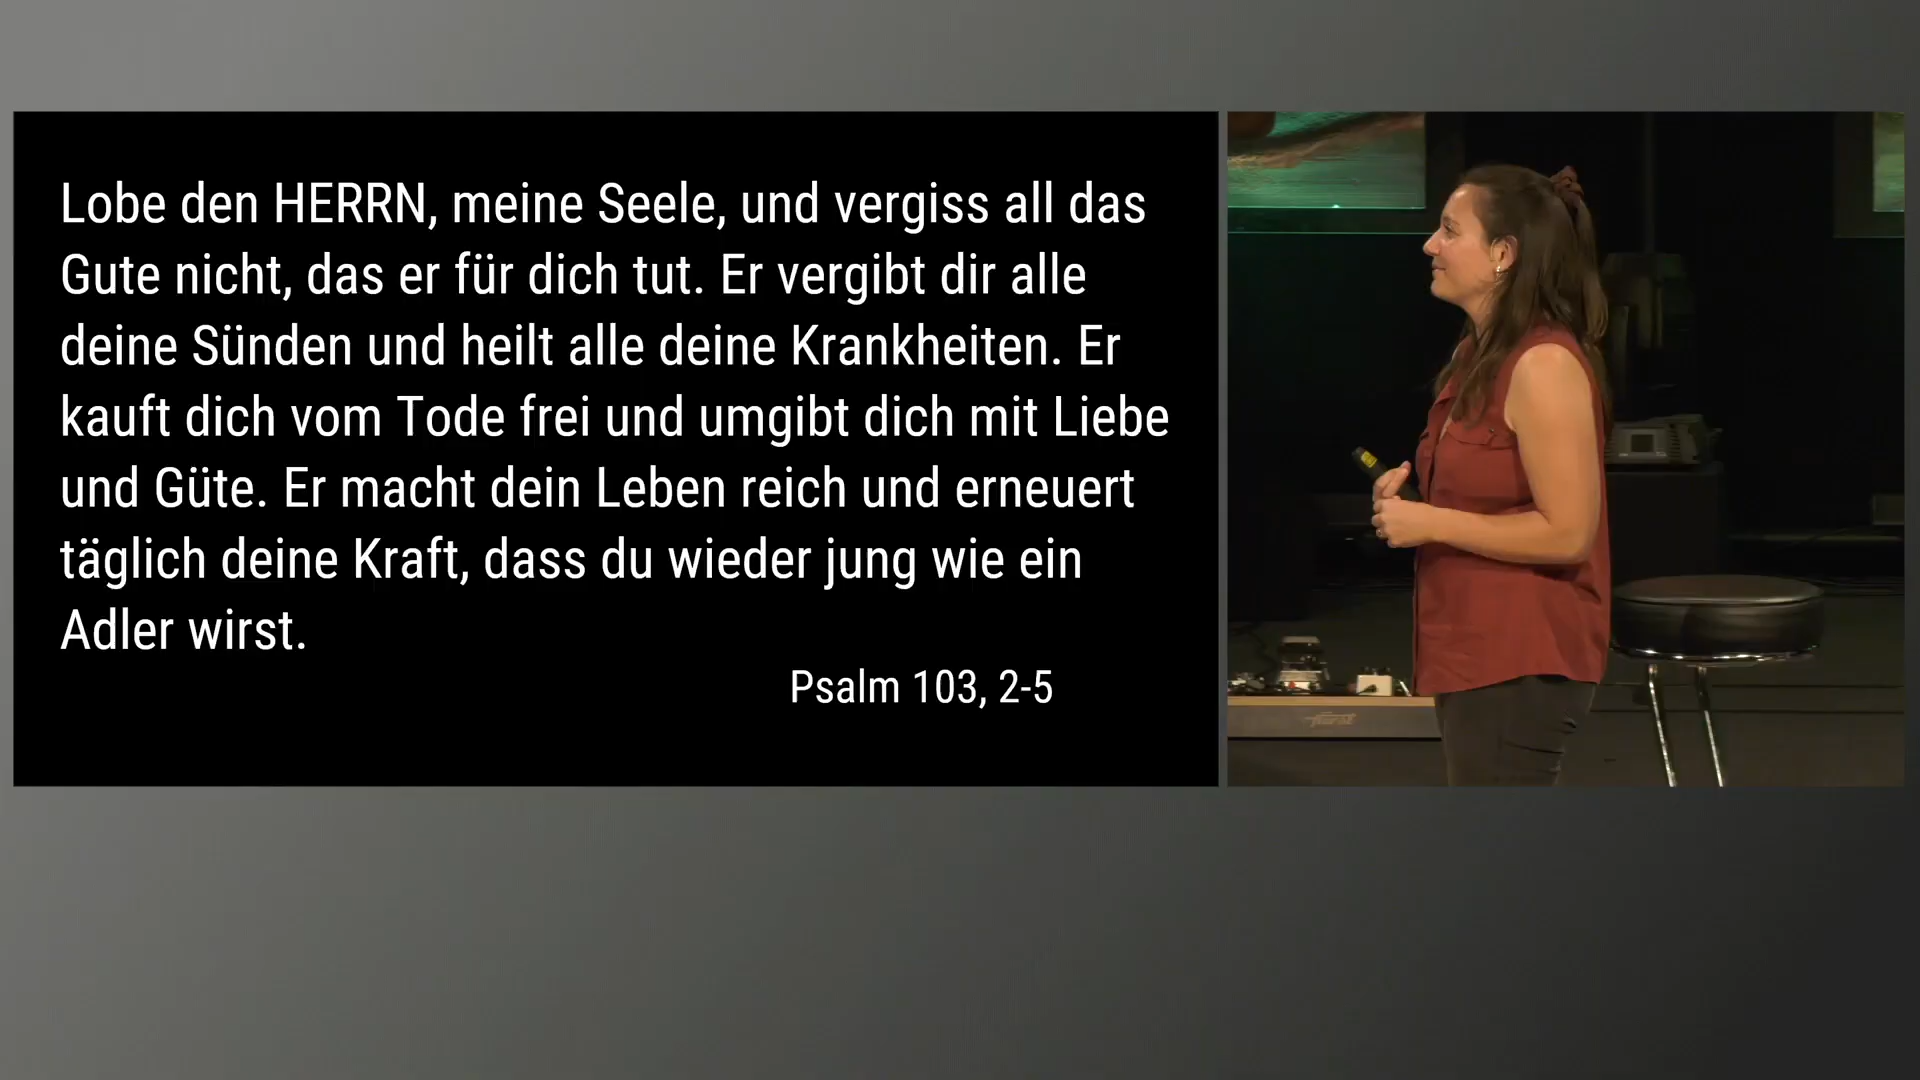 Lobe den HERRN, meine Seele, und vergiss all das
Gute nicht, das er für dich tut. Er vergibt dir alle
deine Sünden und heilt alle deine Krankheiten. Er
kauft dich vom Tode frei und umgibt dich mit Liebe
und Güte. Er macht dein Leben reich und erneuert
täglich deine Kraft, dass du wieder jung wie ein
Adler wirst.
Psalm 103, 2-5